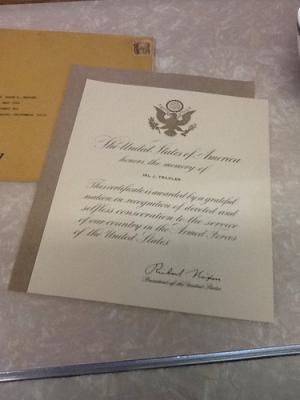 The United States of America
honors the memory of
This certificate is awarded by a grateful
nation in recognition of devoted and
selfless consecration to the service
of our country in the Armed Forces
of the United States.
Richard Nixon
President of the United States